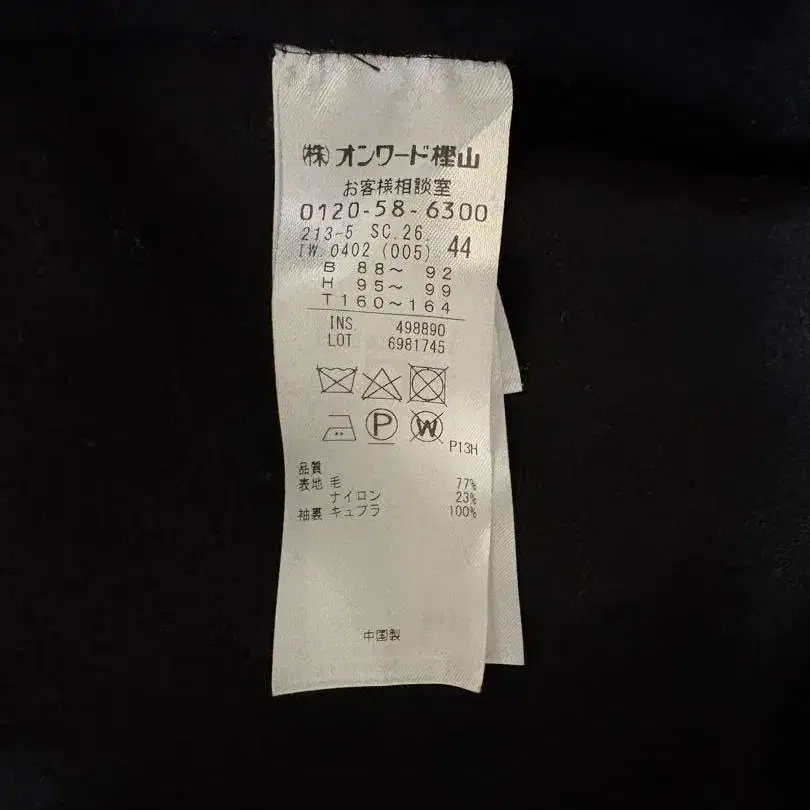 ㈱オンワード樫山
お客様相談室
0120-58-6300
213-5 SC.26.
IW.0402 (005) 44
B 88～ 92
H 95～ 99
T160～164
INS. 498890
LOT 6981745
P
W
P13H
品質
表地 毛 77%
ナイロン 23%
袖裏 キュプラ 100%
中国製